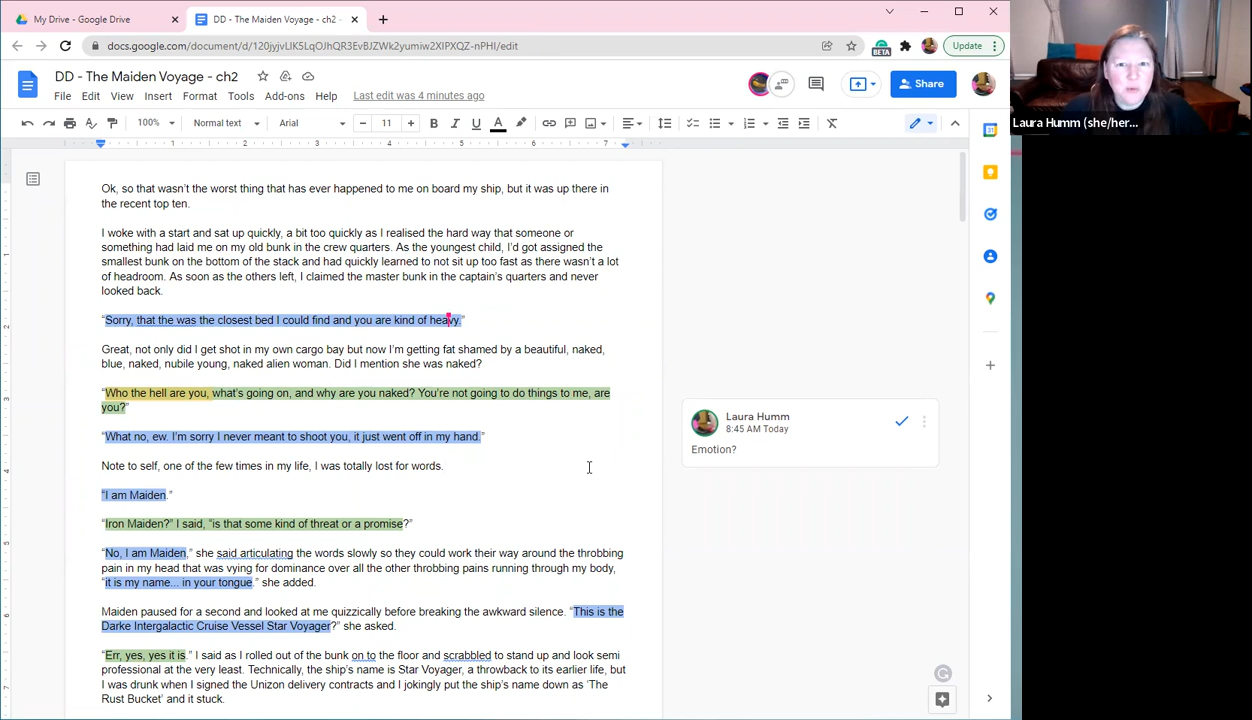 My Drive - Google Drive
DD - The Maiden Voyage - ch2 -
docs.google.com/document/d/120jyjvLIK5LqOJhQR3EvBJZWk2yumiw2XIPXQZ-nPHI/edit
BETA
Update
DD - The Maiden Voyage - ch2
File Edit View Insert Format Tools Add-ons Help Last edit was 4 minutes ago
Share
100% Normal text Arial 11
Laura Humm (she/her...
1 2 3 4 5 6 7
Ok, so that wasn't the worst thing that has ever happened to me on board my ship, but it was up there in
the recent top ten.
I woke with a start and sat up quickly, a bit too quickly as I realised the hard way that someone or
something had laid me on my old bunk in the crew quarters. As the youngest child, I'd got assigned the
smallest bunk on the bottom of the stack and had quickly learned to not sit up too fast as there wasn't a lot
of headroom. As soon as the others left, I claimed the master bunk in the captain's quarters and never
looked back.
“Sorry, that the was the closest bed I could find and you are kind of heavy.”
Great, not only did I get shot in my own cargo bay but now I'm getting fat shamed by a beautiful, naked,
blue, naked, nubile young, naked alien woman. Did I mention she was naked?
“Who the hell are you, what's going on, and why are you naked? You're not going to do things to me, are
you?”
“What no, ew. I'm sorry I never meant to shoot you, it just went off in my hand.”
Note to self, one of the few times in my life, I was totally lost for words.
“I am Maiden.”
“Iron Maiden?” I said, “is that some kind of threat or a promise?”
“No, I am Maiden,” she said articulating the words slowly so they could work their way around the throbbing
pain in my head that was vying for dominance over all the other throbbing pains running through my body,
“it is my name... in your tongue.” she added.
Maiden paused for a second and looked at me quizzically before breaking the awkward silence. “This is the
Darke Intergalactic Cruise Vessel Star Voyager?” she asked.
“Err, yes, yes it is.” I said as I rolled out of the bunk on to the floor and scrabbled to stand up and look semi
professional at the very least. Technically, the ship's name is Star Voyager, a throwback to its earlier life, but
I was drunk when I signed the Unizon delivery contracts and I jokingly put the ship's name down as 'The
Rust Bucket' and it stuck.
Laura Humm
8:45 AM Today
Emotion?